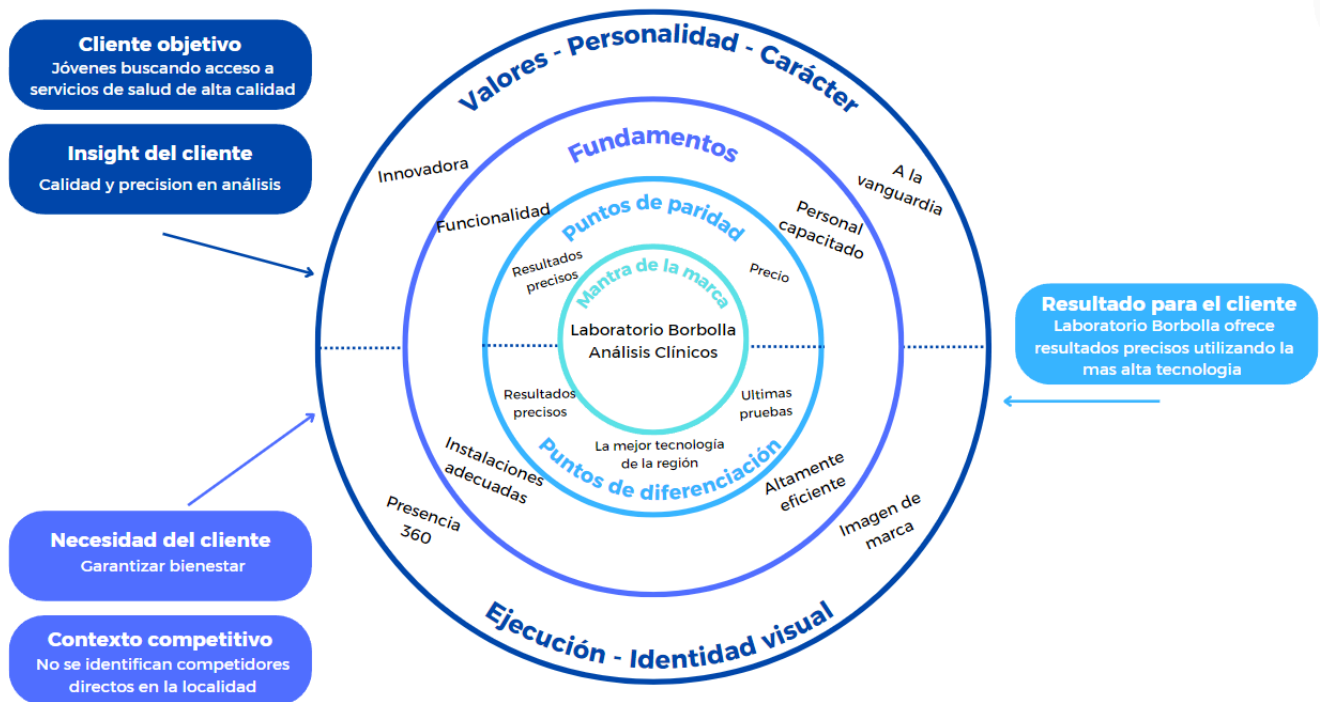 Cliente objetivo
Jóvenes buscando acceso a
servicios de salud de alta calidad
Insight del cliente
Calidad y precision en análisis
Necesidad del cliente
Garantizar bienestar
Contexto competitivo
No se identifican competidores
directos en la localidad
Valores - Personalidad - Carácter
Innovadora
A la
vanguardia
Fundamentos
Funcionalidad
Personal
capacitado
Puntos de paridad
Resultados
precisos
Precio
Mantra de la marca
Laboratorio Borbolla
Análisis Clínicos
Resultados
precisos
Ultimas
pruebas
La mejor tecnología
de la región
Puntos de diferenciación
Instalaciones
adecuadas
Altamente
eficiente
Presencia
360
Imagen de
marca
Ejecución - Identidad visual
Resultado para el cliente
Laboratorio Borbolla ofrece
resultados precisos utilizando la
mas alta tecnologia